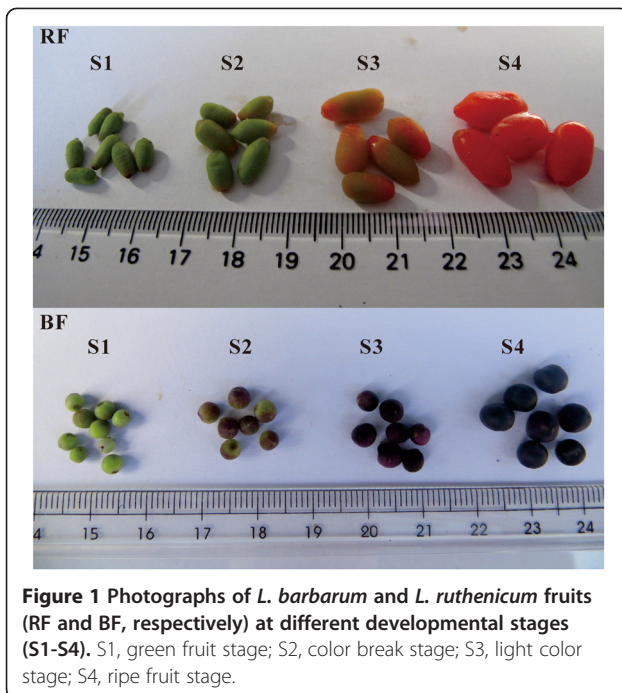 RF
S1 S2 S3 S4
4 15 16 17 18 19 20 21 22 23 24
BF
S1 S2 S3 S4
4 15 16 17 18 19 20 21 22 23 24
Figure 1 Photographs of L. barbarum and L. ruthenicum fruits
(RF and BF, respectively) at different developmental stages
(S1-S4). S1, green fruit stage; S2, color break stage; S3, light color
stage; S4, ripe fruit stage.